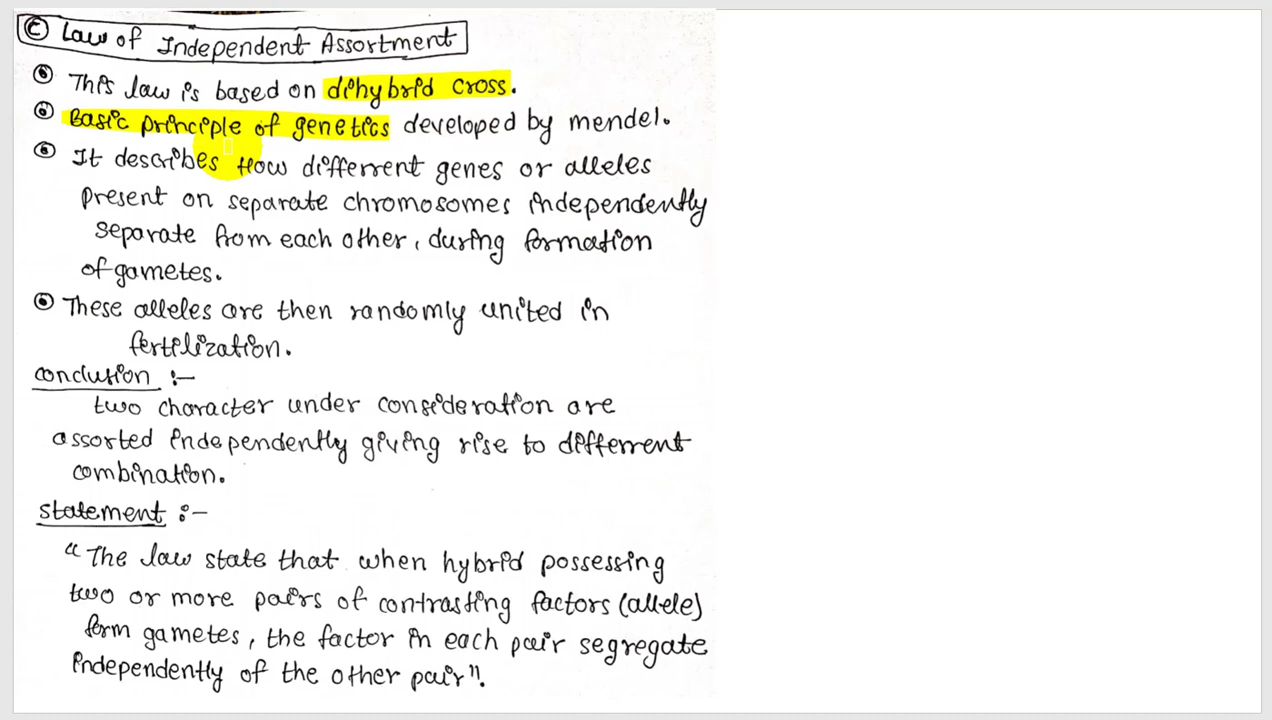 © Law of Independent Assortment
This law is based on dihybrid cross.
Basic principle of genetics developed by mendel.
It describes How different genes or alleles
present on separate chromosomes independently
separate from each other, during formation
of gametes.
These alleles are then randomly united in
fertilization.
conclusion :-
two character under consideration are
assorted independently giving rise to different
combination.
statement :-
"The law state that when hybrid possessing
two or more pairs of contrasting factors (allele)
form gametes, the factor in each pair segregate
independently of the other pair".